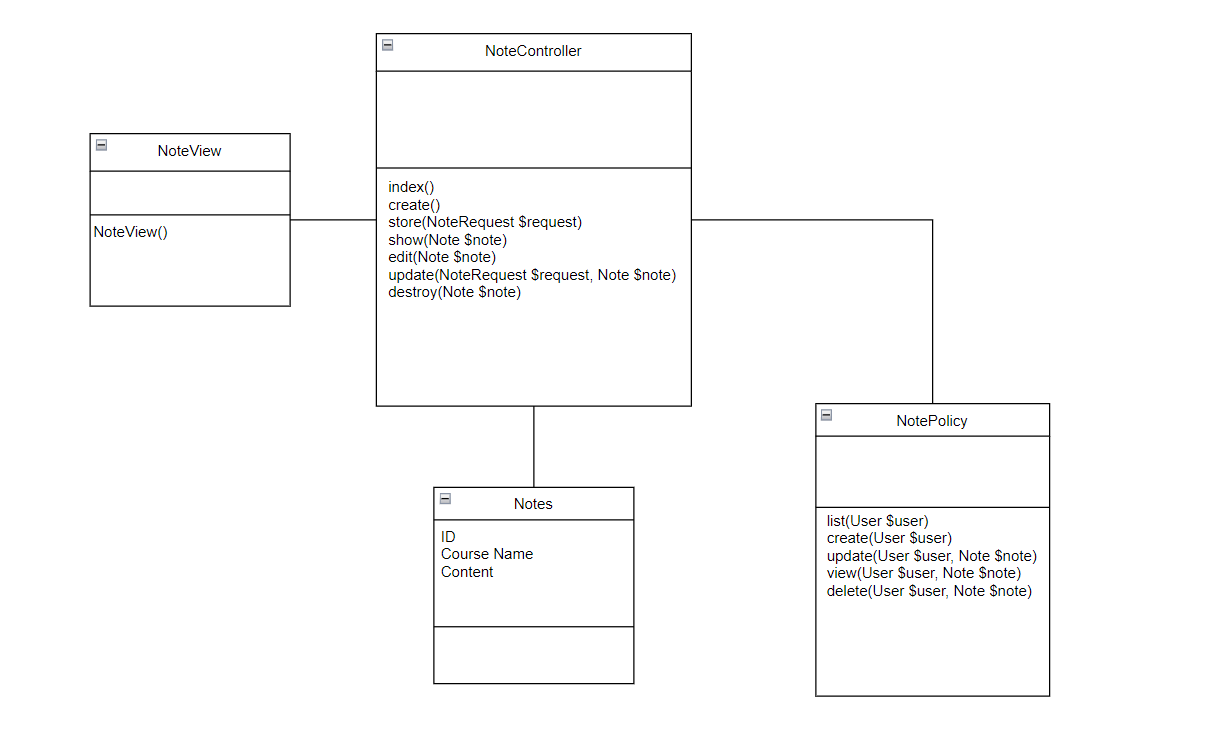 NoteController
index()
create()
store(NoteRequest $request)
show(Note $note)
edit(Note $note)
update(NoteRequest $request, Note $note)
destroy(Note $note)
NoteView
NoteView()
Notes
ID
Course Name
Content
NotePolicy
list(User $user)
create(User $user)
update(User $user, Note $note)
view(User $user, Note $note)
delete(User $user, Note $note)